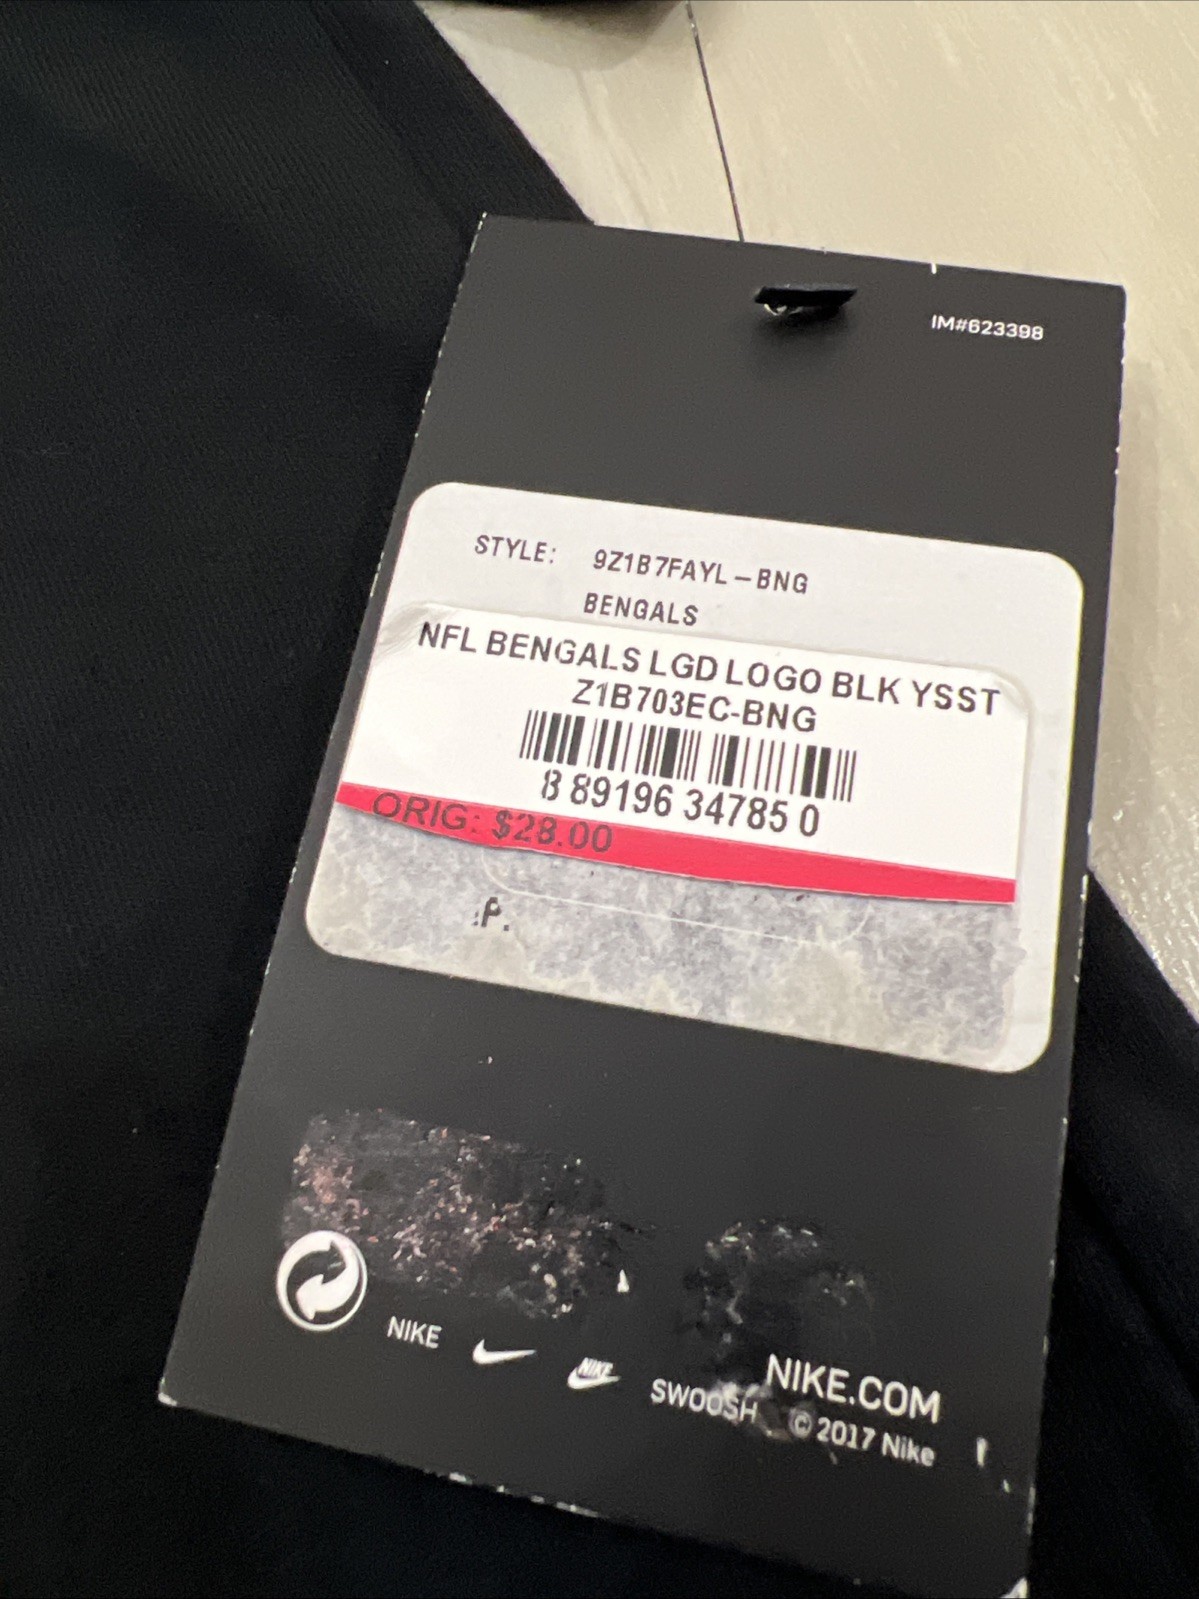 IM#623398
STYLE: 9Z1B7FAYL-BNG
BENGALS
NFL BENGALS LGD LOGO BLK YSST
Z1B703EC-BNG
8 89196 34785 0
ORIG: $28.00
.P.
NIKE
NIKE
SWOOSH
NIKE.COM
© 2017 Nike